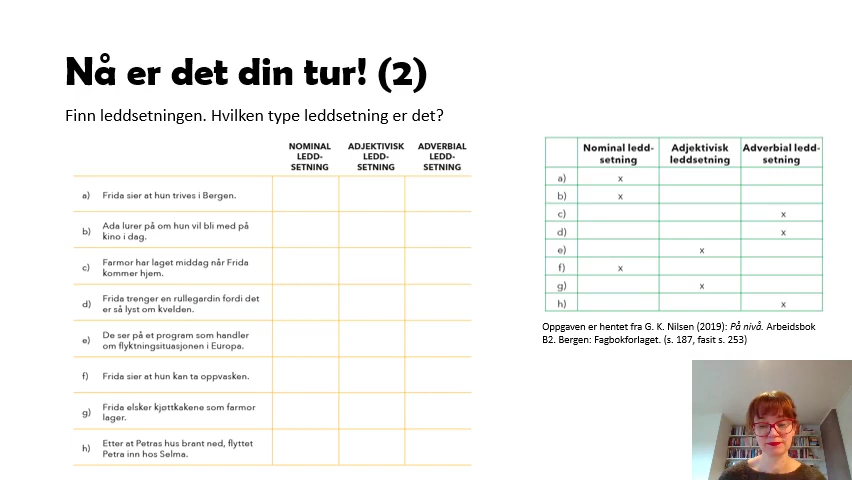 Nå er det din tur! (2)
Finn leddsetningen. Hvilken type leddsetning er det?
NOMINAL LEDD-SETNING ADJEKTIVISK LEDD-SETNING ADVERBIAL LEDD-SETNING
a) Frida sier at hun trives i Bergen.
b) Ada lurer på om hun vil bli med på
kino i dag.
c) Farmor har laget middag når Frida
kommer hjem.
d) Frida trenger en rullegardin fordi det
er så lyst om kvelden.
e) De ser på et program som handler
om flyktningsituasjonen i Europa.
f) Frida sier at hun kan ta oppvasken.
g) Frida elsker kjøttkakene som farmor
lager.
h) Etter at Petras hus brant ned, flyttet
Petra inn hos Selma.
Nominal ledd-setning Adjektivisk leddsetning Adverbial ledd-setning
a) x
b) x
c) x
d) x
e) x
f) x
g) x
h) x
Oppgaven er hentet fra G. K. Nilsen (2019): På nivå. Arbeidsbok
B2. Bergen: Fagbokforlaget. (s. 187, fasit s. 253)